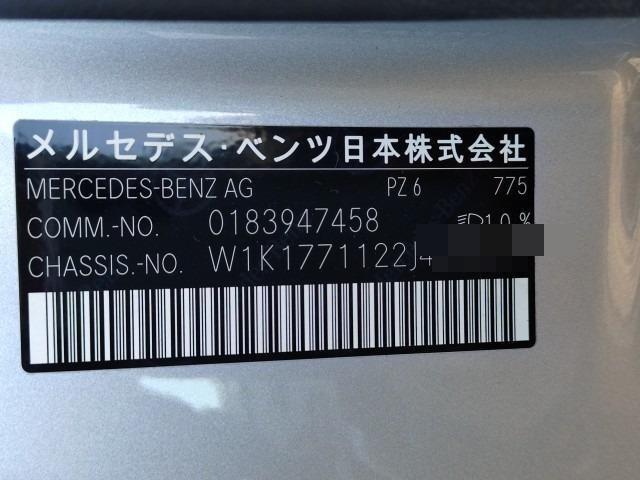 メルセデス・ベンツ日本株式会社
MERCEDES-BENZ AG PZ 6 775
COMM.-NO. 0183947458 1.0 %
CHASSIS.-NO. W1K1771122J4